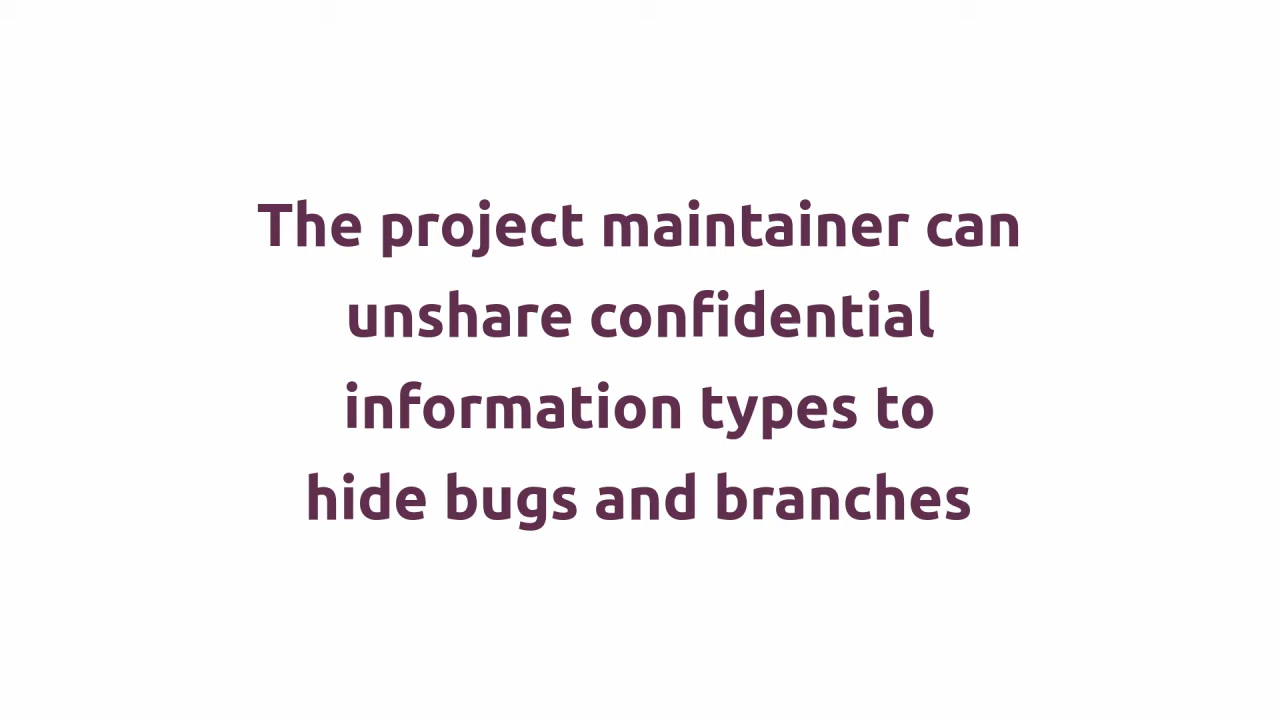 The project maintainer can
unshare confidential
information types to
hide bugs and branches